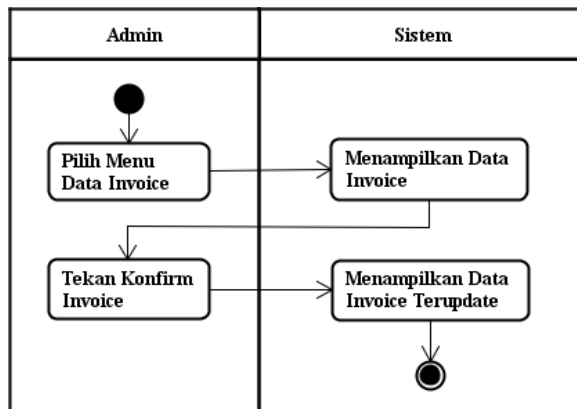 Admin
Sistem
Pilih Menu
Data Invoice
Menampilkan Data
Invoice
Tekan Konfirm
Invoice
Menampilkan Data
Invoice Terupdate